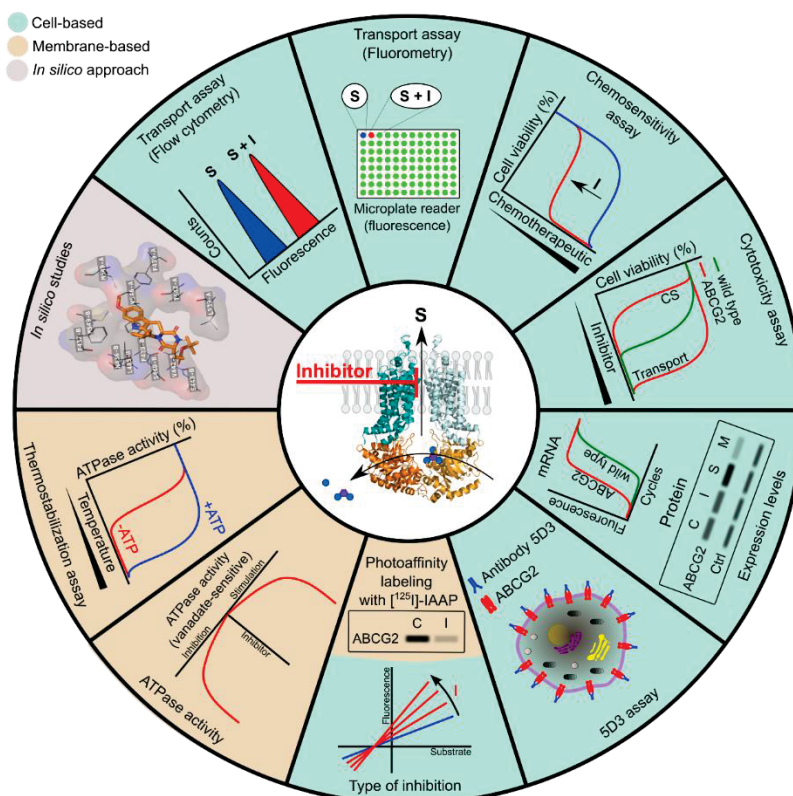 Cell-based
Membrane-based
In silico approach
Transport assay
(Fluorometry)
S
S + I
Microplate reader
(fluorescence)
Chemosensitivity
assay
Cell viability (%)
I
Chemotherapeutic
Cytotoxicity assay
Cell viability (%)
wild type
ABCG2
CS
Transport
Inhibitor
Expression levels
mRNA
Cycles
wild type
ABCG2
Fluorescence
Protein
C
I
S
M
ABCG2
Ctrl
5D3 assay
Antibody 5D3
ABCG2
Photoaffinity
labeling
with [125I]-IAAP
C
I
ABCG2
Fluorescence
I
Substrate
Type of inhibition
ATPase activity
ATPase activity
(vanadate-sensitive)
Stimulation
Inhibition
Inhibitor
Thermostabilization assay
ATPase activity (%)
Temperature
-ATP
+ATP
In silico studies
Transport assay
(Flow cytometry)
S
S + I
Counts
Fluorescence
S
Inhibitor